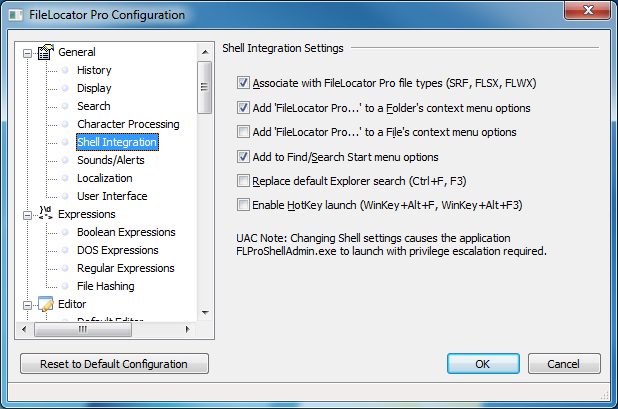 FileLocator Pro Configuration
General
History
Display
Search
Character Processing
Shell Integration
Sounds/Alerts
Localization
User Interface
Expressions
Boolean Expressions
DOS Expressions
Regular Expressions
File Hashing
Editor
Default Editor
Shell Integration Settings
Associate with FileLocator Pro file types (SRF, FLSX, FLWX)
Add 'FileLocator Pro...' to a Folder's context menu options
Add 'FileLocator Pro...' to a File's context menu options
Add to Find/Search Start menu options
Replace default Explorer search (Ctrl+F, F3)
Enable HotKey launch (WinKey+Alt+F, WinKey+Alt+F3)
UAC Note: Changing Shell settings causes the application
FLProShellAdmin.exe to launch with privilege escalation required.
Reset to Default Configuration
OK
Cancel